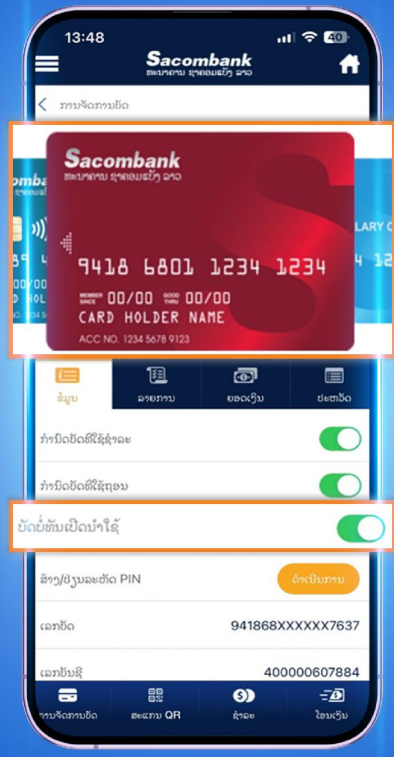 13:48
40
Sacombank
ທະນາຄານ ຊາຄອມແບັງ ລາວ
ການຈັດການບັດ
Sacombank
ທະນາຄານ ຊາຄອມແບັງ ລາວ
9418 6801 1234 1234
MEMBER SINCE 00/00 GOOD THRU 00/00
CARD HOLDER NAME
ACC NO. 1234 5678 9123
ຂໍ້ມູນ
ລາຍການ
ຍອດເງິນ
ປະຫວັດ
ກຳນົດບັດທີ່ໃຊ້ຊຳລະ
ກຳນົດບັດທີ່ໃຊ້ຖອນ
ບັດບໍ່ທັນເປີດນຳໃຊ້
ສ້າງ/ປ່ຽນລະຫັດ PIN
ດຳເນີນການ
ເລກບັດ
941868XXXXXX7637
ເລກບັນຊີ
400000607884
ການຈັດການບັດ
ສະແກນ QR
ຊຳລະ
ໂອນເງິນ